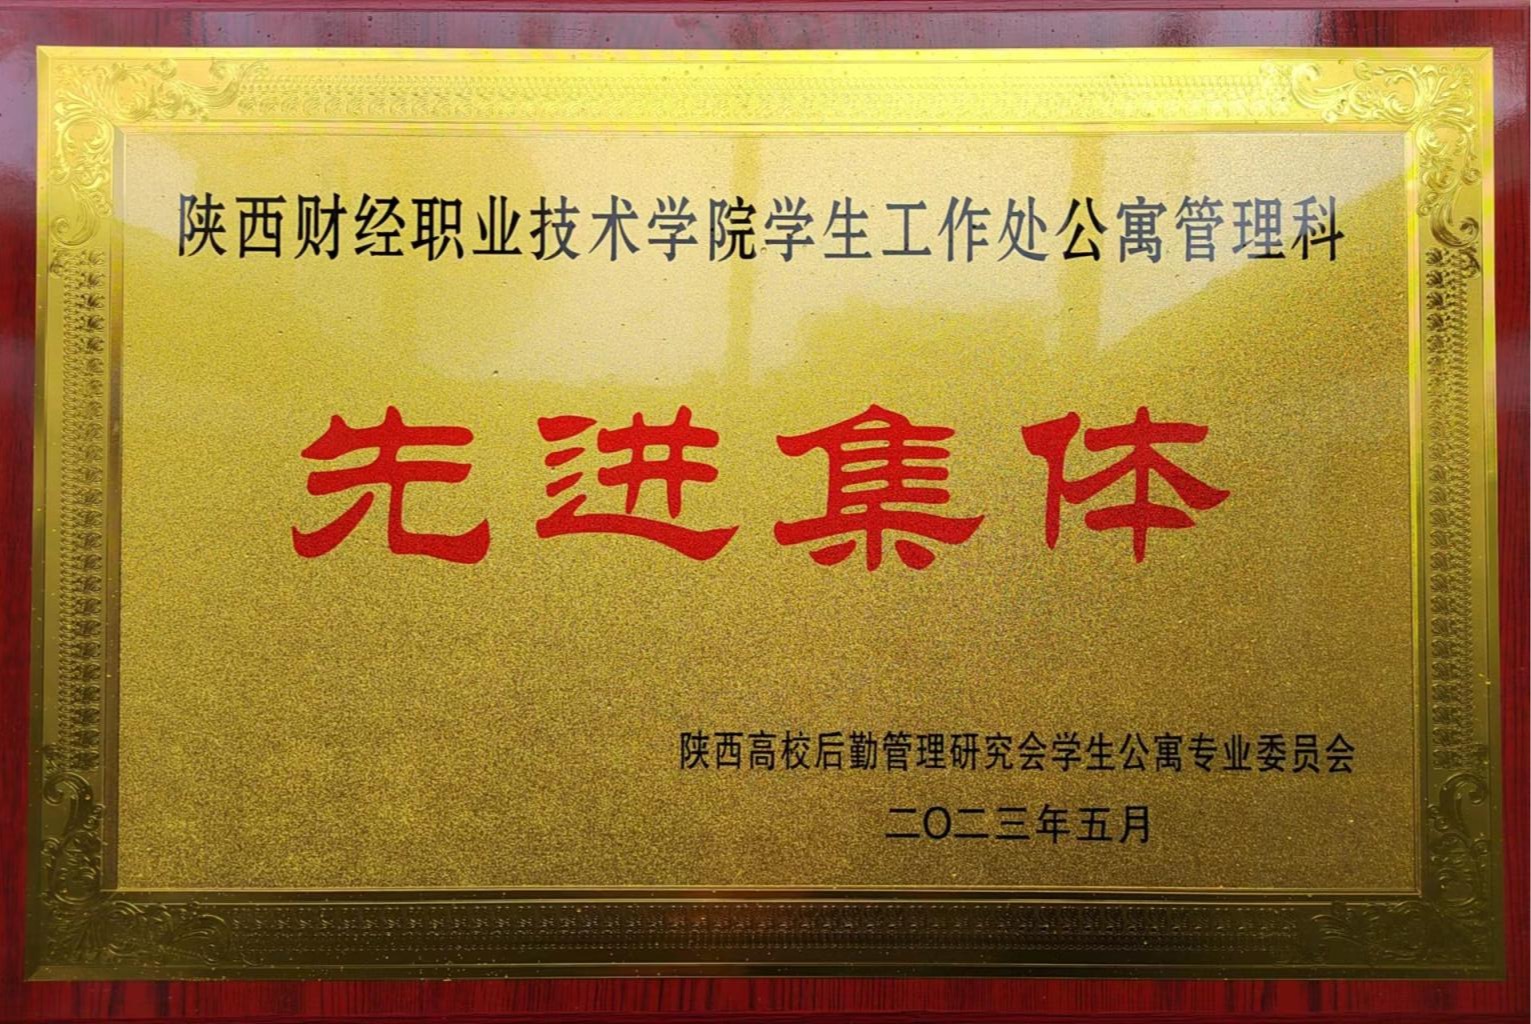 陕西财经职业技术学院学生工作处公寓管理科
先进集体
陕西高校后勤管理研究会学生公寓专业委员会
二〇二三年五月